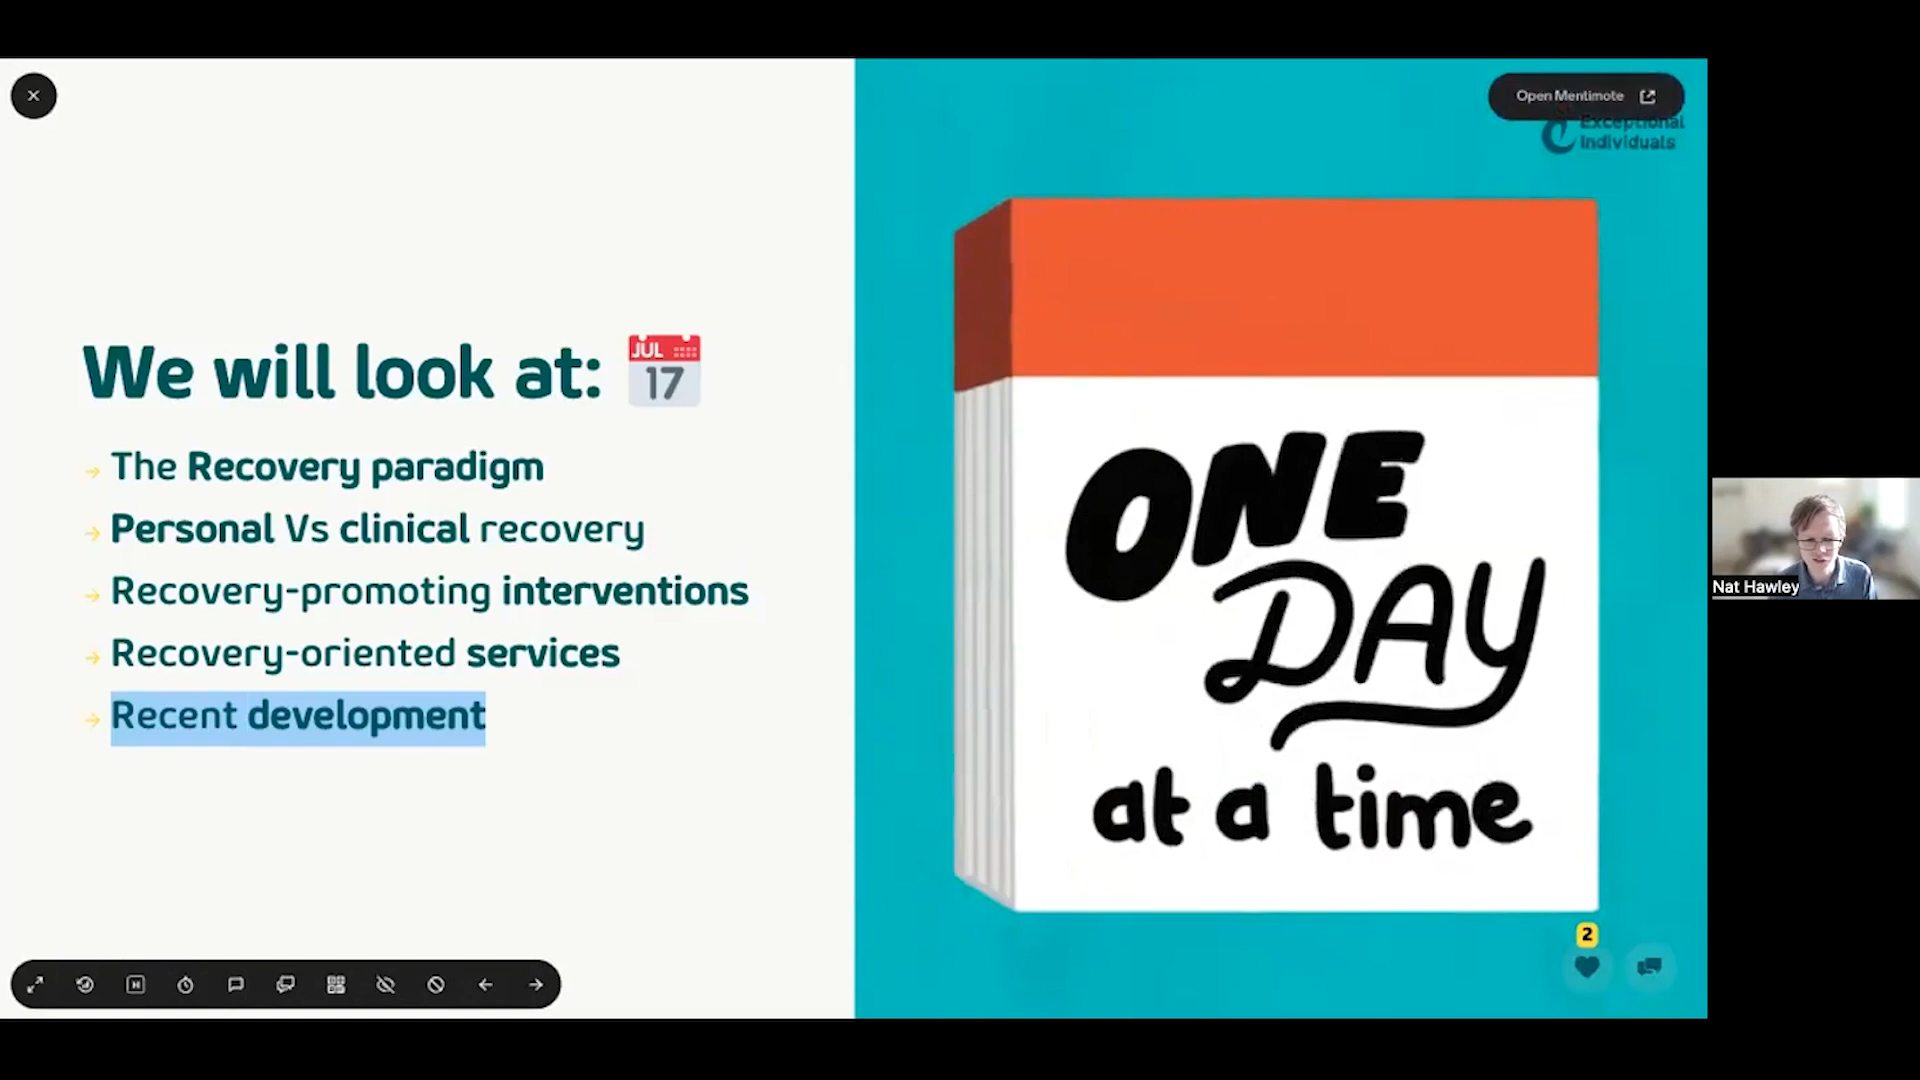 Open Mentimote
Exceptional
Individuals
We will look at:
JUL
17
The Recovery paradigm
Personal Vs clinical recovery
Recovery-promoting interventions
Recovery-oriented services
Recent development
ONE
DAY
at a time
Nat Hawley
2